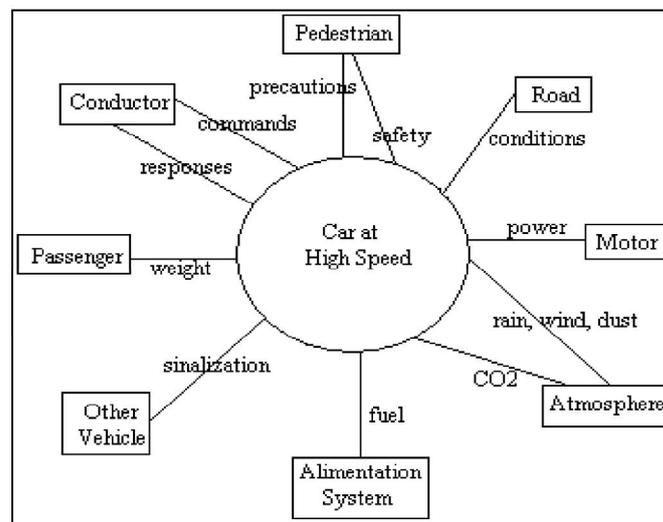 Pedestrian
precautions
Conductor
Road
commands
safety
conditions
responses
Car at
High Speed
power
Passenger
Motor
weight
rain, wind, dust
sinalization
CO2
Atmosphere
Other
Vehicle
fuel
Alimentation
System